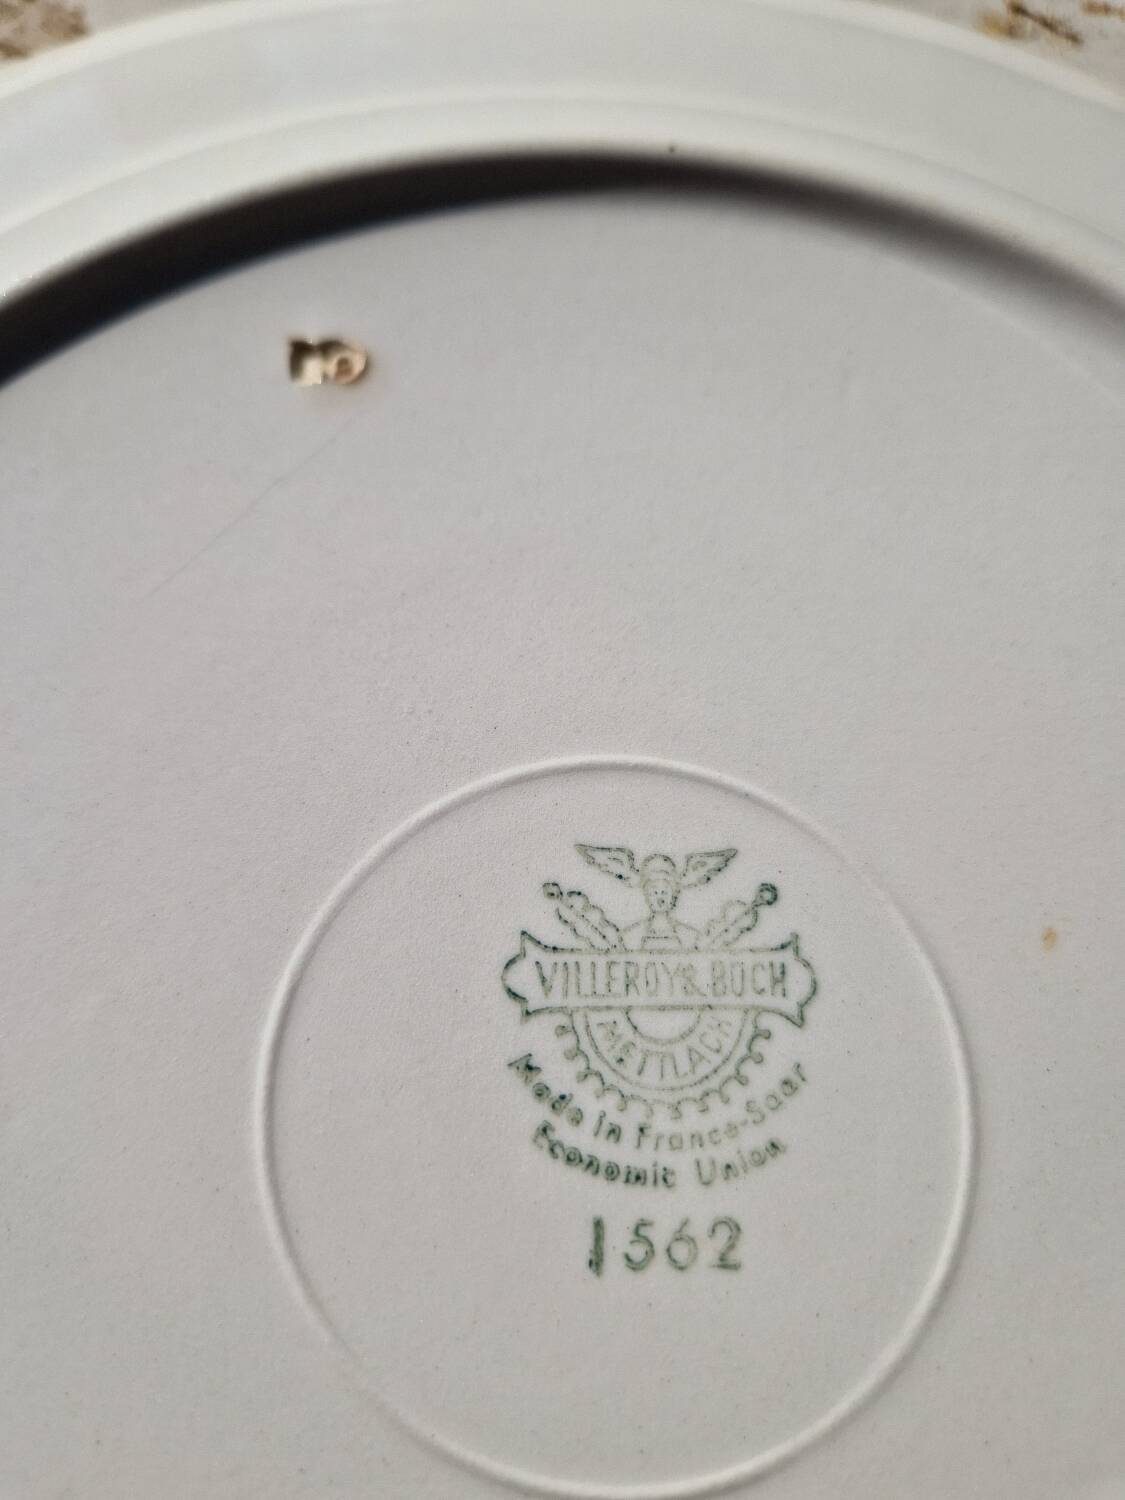 VILLEROY & BOCH
METTLACH
Made in France-Saar
Economic Union
1562